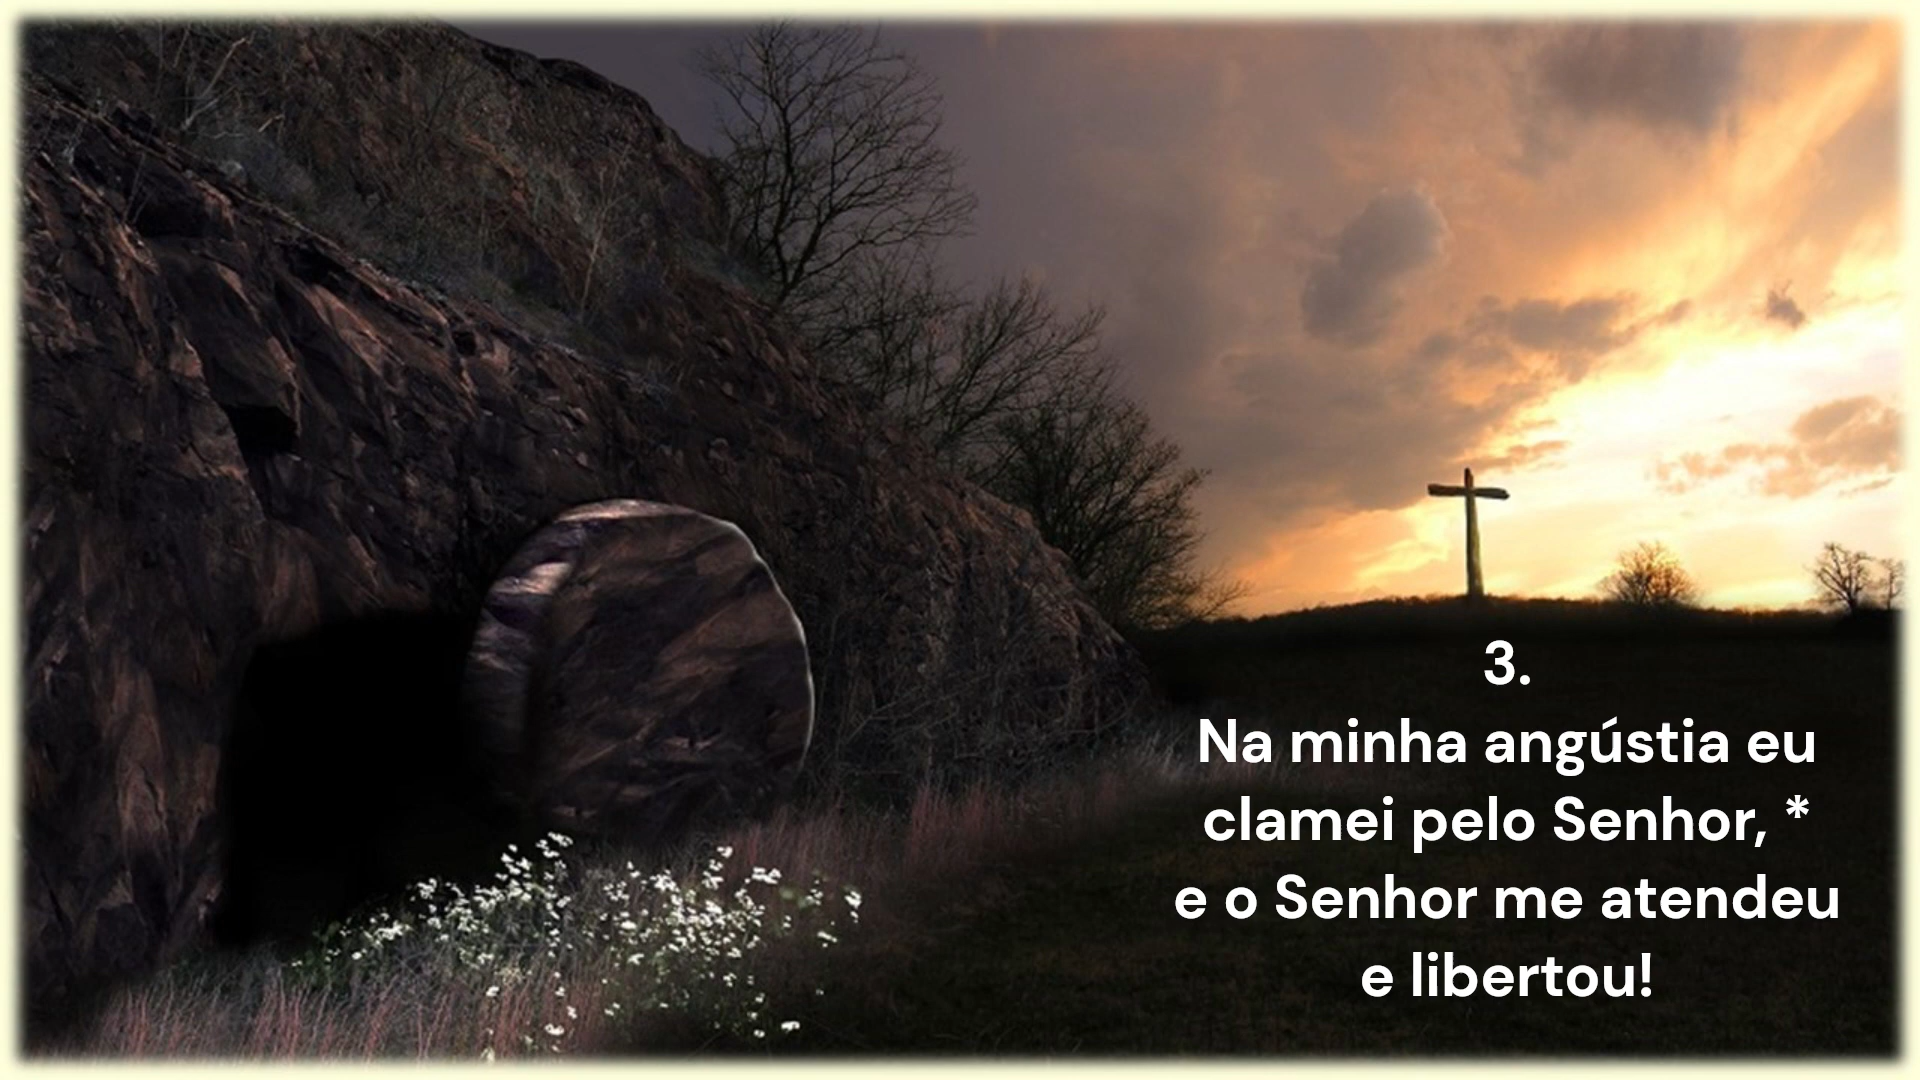 3.
Na minha angústia eu
clamei pelo Senhor, *
e o Senhor me atendeu
e libertou!